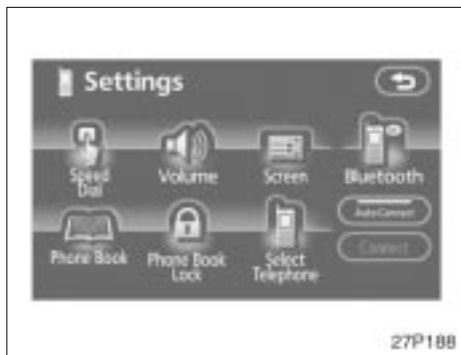 Settings
Speed
Dial
Volume
Screen
Bluetooth
Auto Connect
Phone Book
Phone Book
Lock
Select
Telephone
Connect
27P188